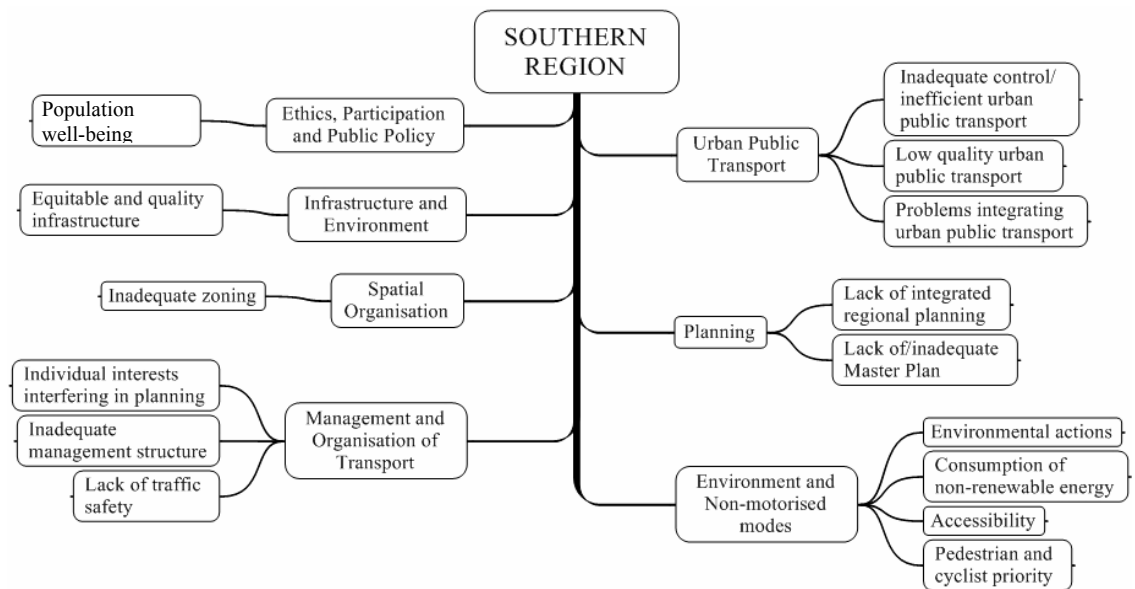 SOUTHERN
REGION
Population
well-being
Ethics, Participation
and Public Policy
Equitable and quality
infrastructure
Infrastructure and
Environment
Inadequate zoning
Spatial
Organisation
Individual interests
interfering in planning
Inadequate
management structure
Lack of traffic
safety
Management and
Organisation of
Transport
Urban Public
Transport
Inadequate control/
inefficient urban
public transport
Low quality urban
public transport
Problems integrating
urban public transport
Planning
Lack of integrated
regional planning
Lack of/inadequate
Master Plan
Environment and
Non-motorised
modes
Environmental actions
Consumption of
non-renewable energy
Accessibility
Pedestrian and
cyclist priority